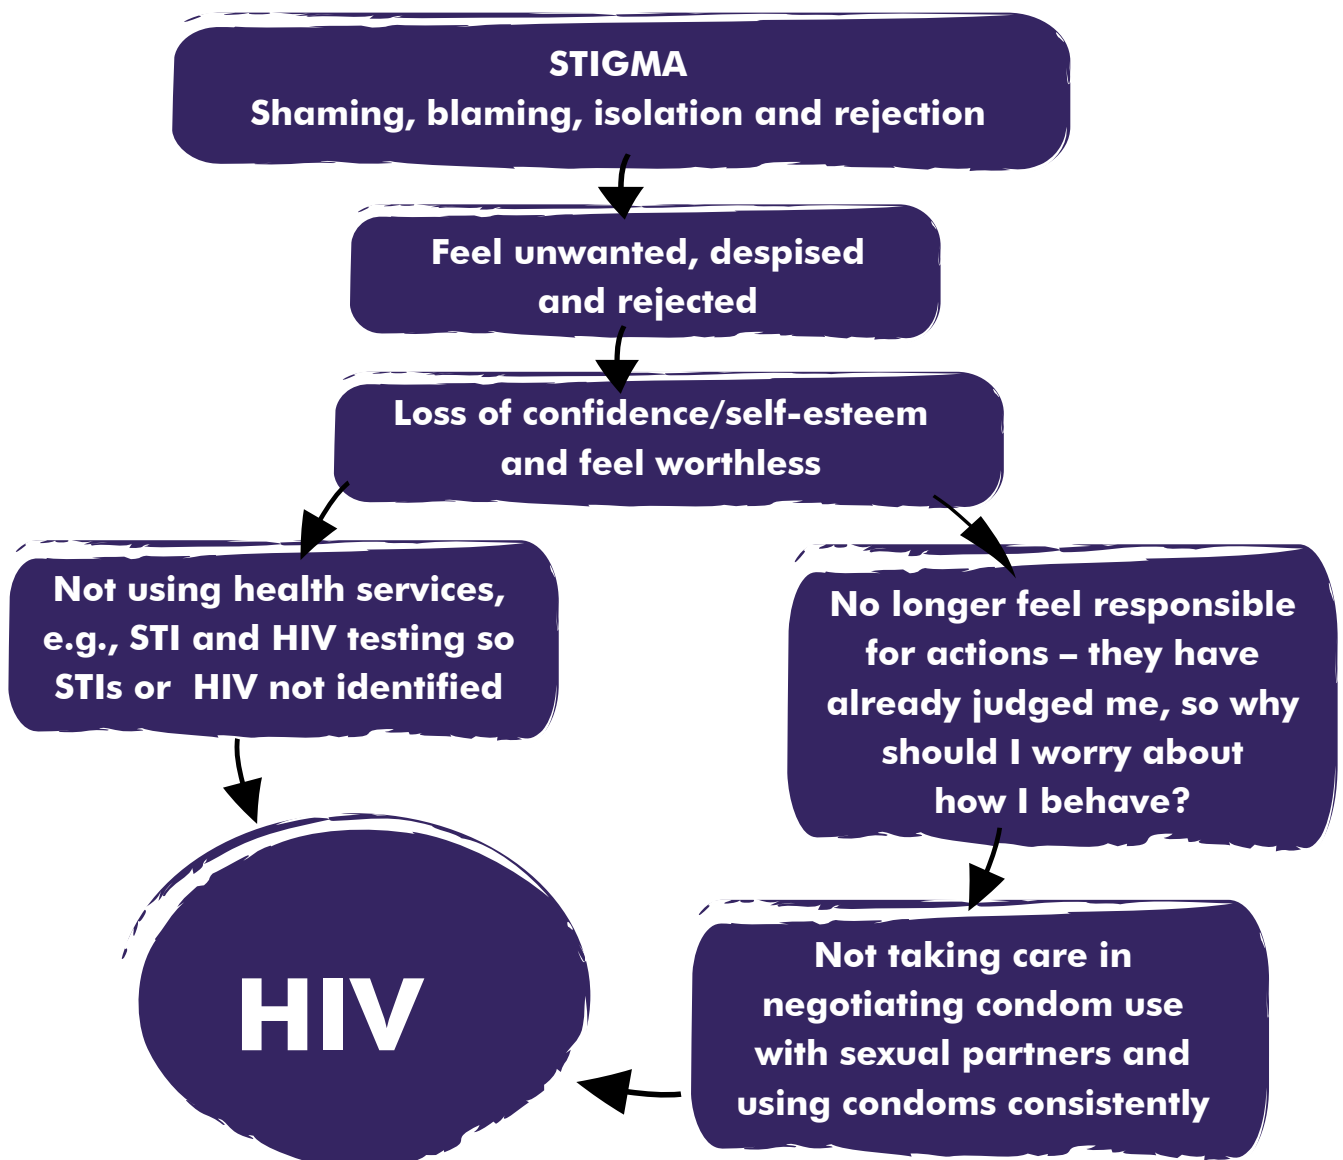 STIGMA
Shaming, blaming, isolation and rejection
Feel unwanted, despised
and rejected
Loss of confidence/self-esteem
and feel worthless
Not using health services,
e.g., STI and HIV testing so
STIs or  HIV not identified
No longer feel responsible
for actions – they have
already judged me, so why
should I worry about
how I behave?
Not taking care in
negotiating condom use
with sexual partners and
using condoms consistently
HIV